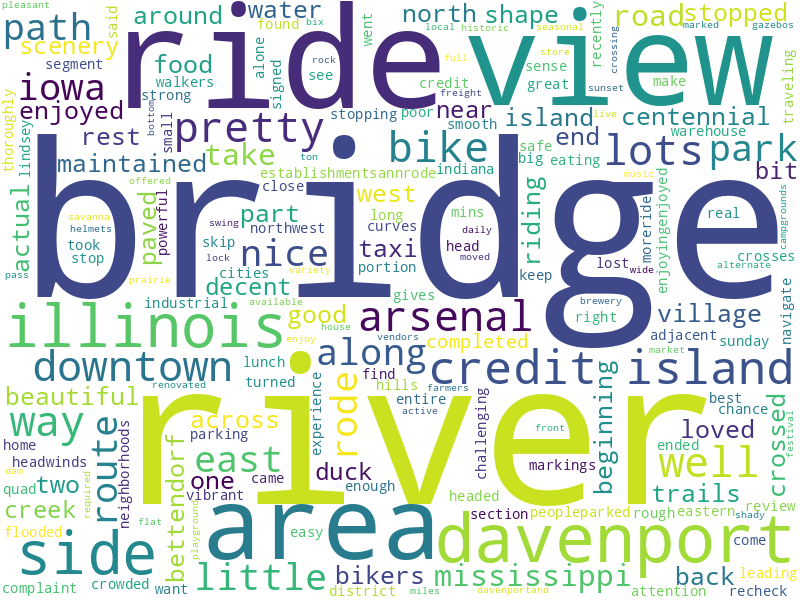 pleasant
path
scenery
segment
said
around
bix
water
found
alone
signed
rock
see
ride
went
local
historic
north
shape
view
seasonal
store
crossing
stopped
recently
road
full
sunset
stations
marked
gazebos
traveling
iowa
enjoyed
food
walkers
strong
bottom
small
pretty
stopping
poor
credit
near
smooth
sense
great
island
safe
big
eating
make
end
freight
live
centennial
warehouse
lots
park
bit
thoroughly
lindsey
rest
maintained
take
ton
establishmentsannrode
bike
indiana
music
actual
offered
powerful
close
west
riding
enjoyingenjoyed
moreride
real
campgrounds
savanna
helmets
took
stop
paved
part
swing
northwest
skip
lock
nice
cities
long
curves
taxi
portion
mins
daily
head
moved
keep
lost
wide
crosses
alternate
navigate
bridge
pass
prairie
decent
variety
industrial
available
gives
brewery
right
village
illinois
good
house
enjoy
arsenal
vendors
completed
adjacent
sunday
market
downtown
renovated
lunch
turned
along
find
hills
farmers
credit island
beautiful
experience
rode
entire
active
challenging
beginning
best
chance
festival
way
route
across
parking
river
front
loved
crossed
home
headwinds
neighborhoods
bettendorf
east
one
came
vibrant
duck
enough
markings
well
ended
quad
two
dam
required
creek
flooded
flat
playground
easy
area
headed
section
peopleparked
rough
eastern
trails
review
shady
come
side
davenport
complaint
crowded
want
little
district
bikers
miles
mississippi
davenportand
back
attention
leading
recheck